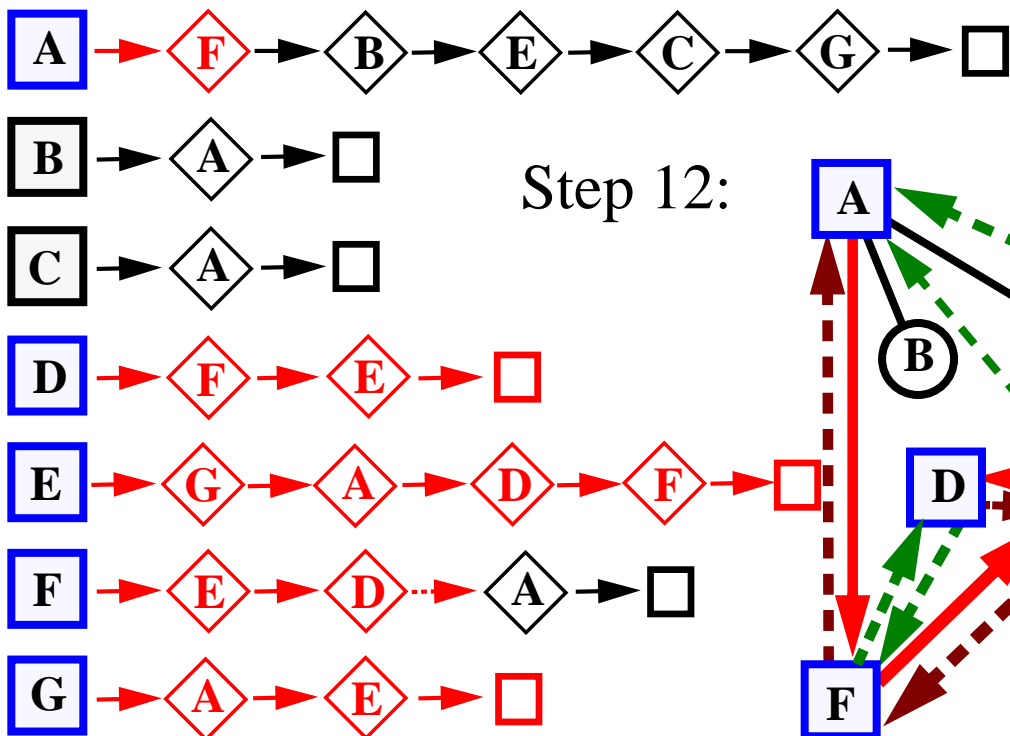 A F B E C G
B A
Step 12:
A
C A
B
D F E
E G A D F
D
F E D A
G A E
F